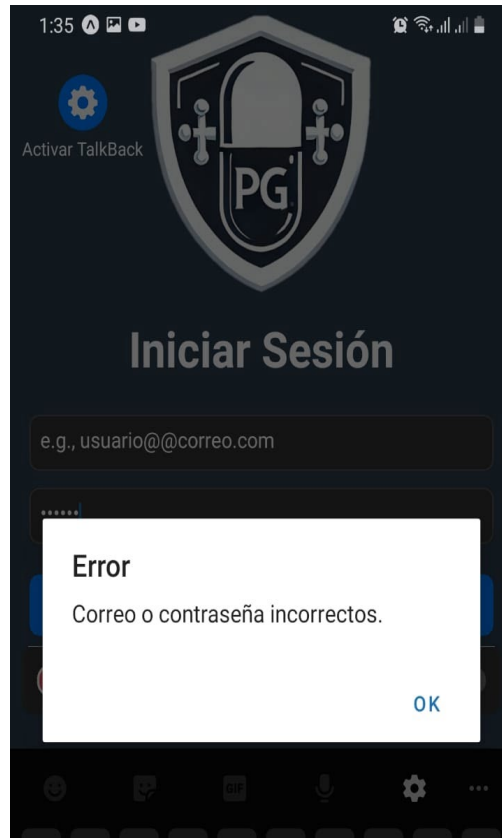 1:35
Activar TalkBack
PG
Iniciar Sesión
e.g., usuario@@correo.com
••••••
Error
Correo o contraseña incorrectos.
OK
GIF